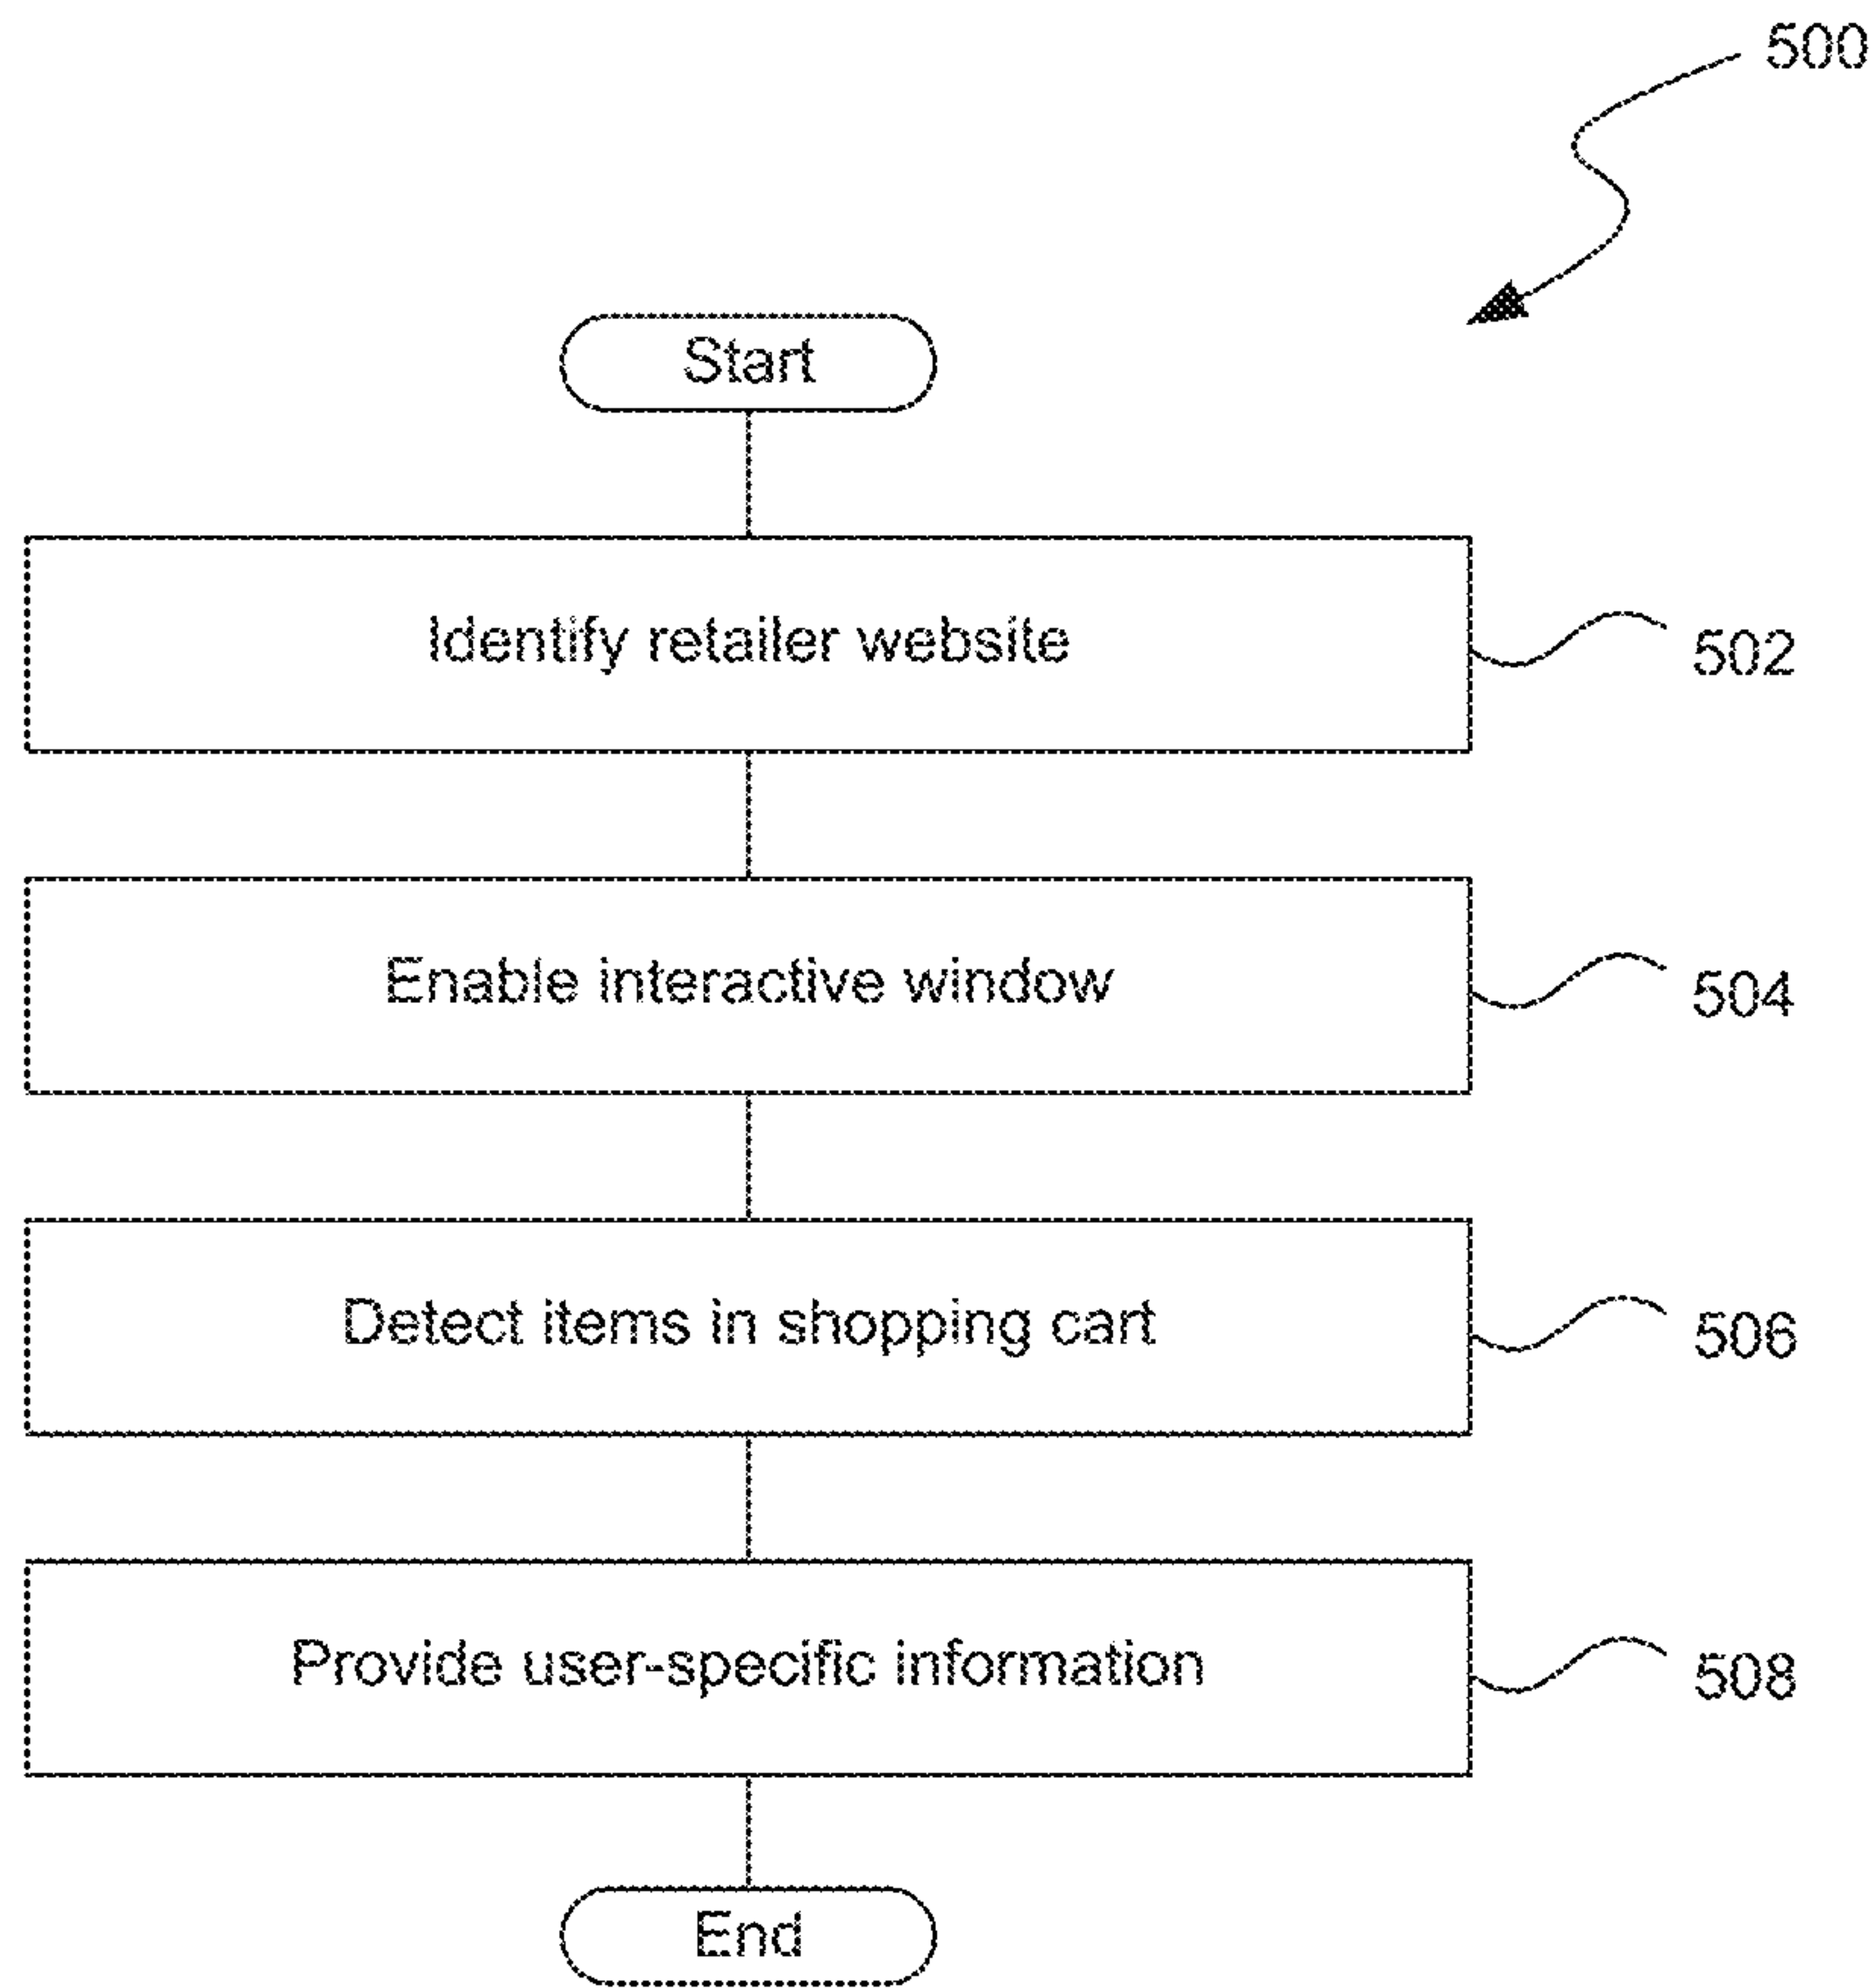 500
Start
Identify retailer website
502
Enable interactive window
504
Detect items in shopping cart
506
Provide user-specific information
508
End